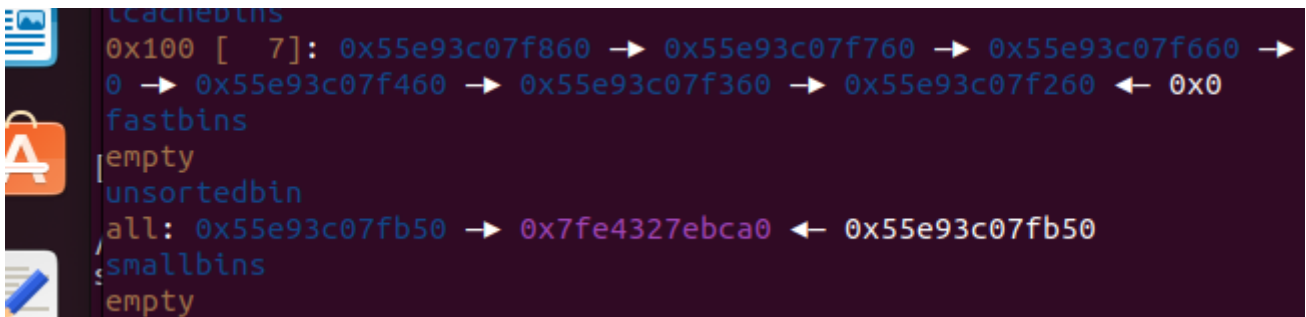 tcachebins
0x100 [  7]: 0x55e93c07f860 —▸ 0x55e93c07f760 —▸ 0x55e93c07f660 —▸
0 —▸ 0x55e93c07f460 —▸ 0x55e93c07f360 —▸ 0x55e93c07f260 ◂— 0x0
fastbins
[empty
unsortedbin
all: 0x55e93c07fb50 —▸ 0x7fe4327ebca0 ◂— 0x55e93c07fb50
smallbins
empty